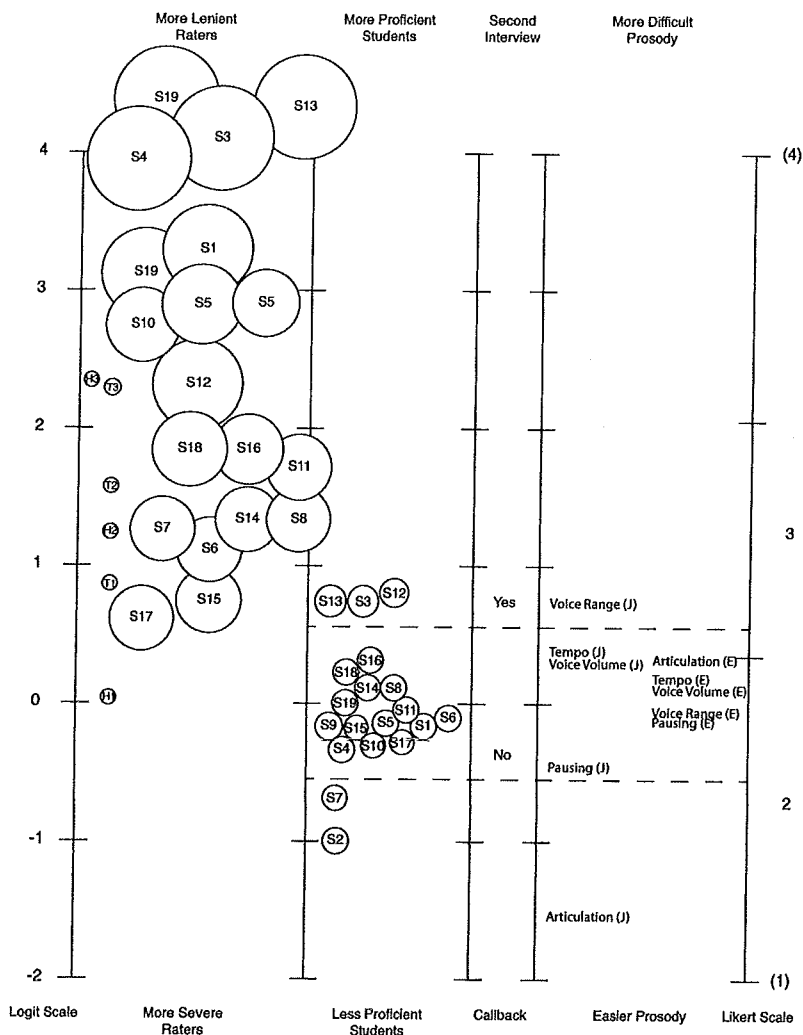 More Lenient
Raters
More Proficient
Students
Second
Interview
More Difficult
Prosody
S19
S13
S3
S4
4
(4)
S1
S19
3
S5
S5
S10
H3
T3
S12
2
S18
S16
S11
T2
3
H2
S7
S14
S8
S6
1
T1
S17
S15
S13
S3
S12
Yes
Voice Range (J)
Tempo (J)
Voice Volume (J)
Articulation (E)
S16
S18
S14
S8
Tempo (E)
Voice Volume (E)
0
H1
S19
S11
S6
Voice Range (E)
Pausing (E)
S9
S15
S5
S1
S4
S10
S17
No
Pausing (J)
S7
2
-1
S2
Articulation (J)
-2
(1)
Logit Scale
More Severe
Raters
Less Proficient
Students
Callback
Easier Prosody
Likert Scale